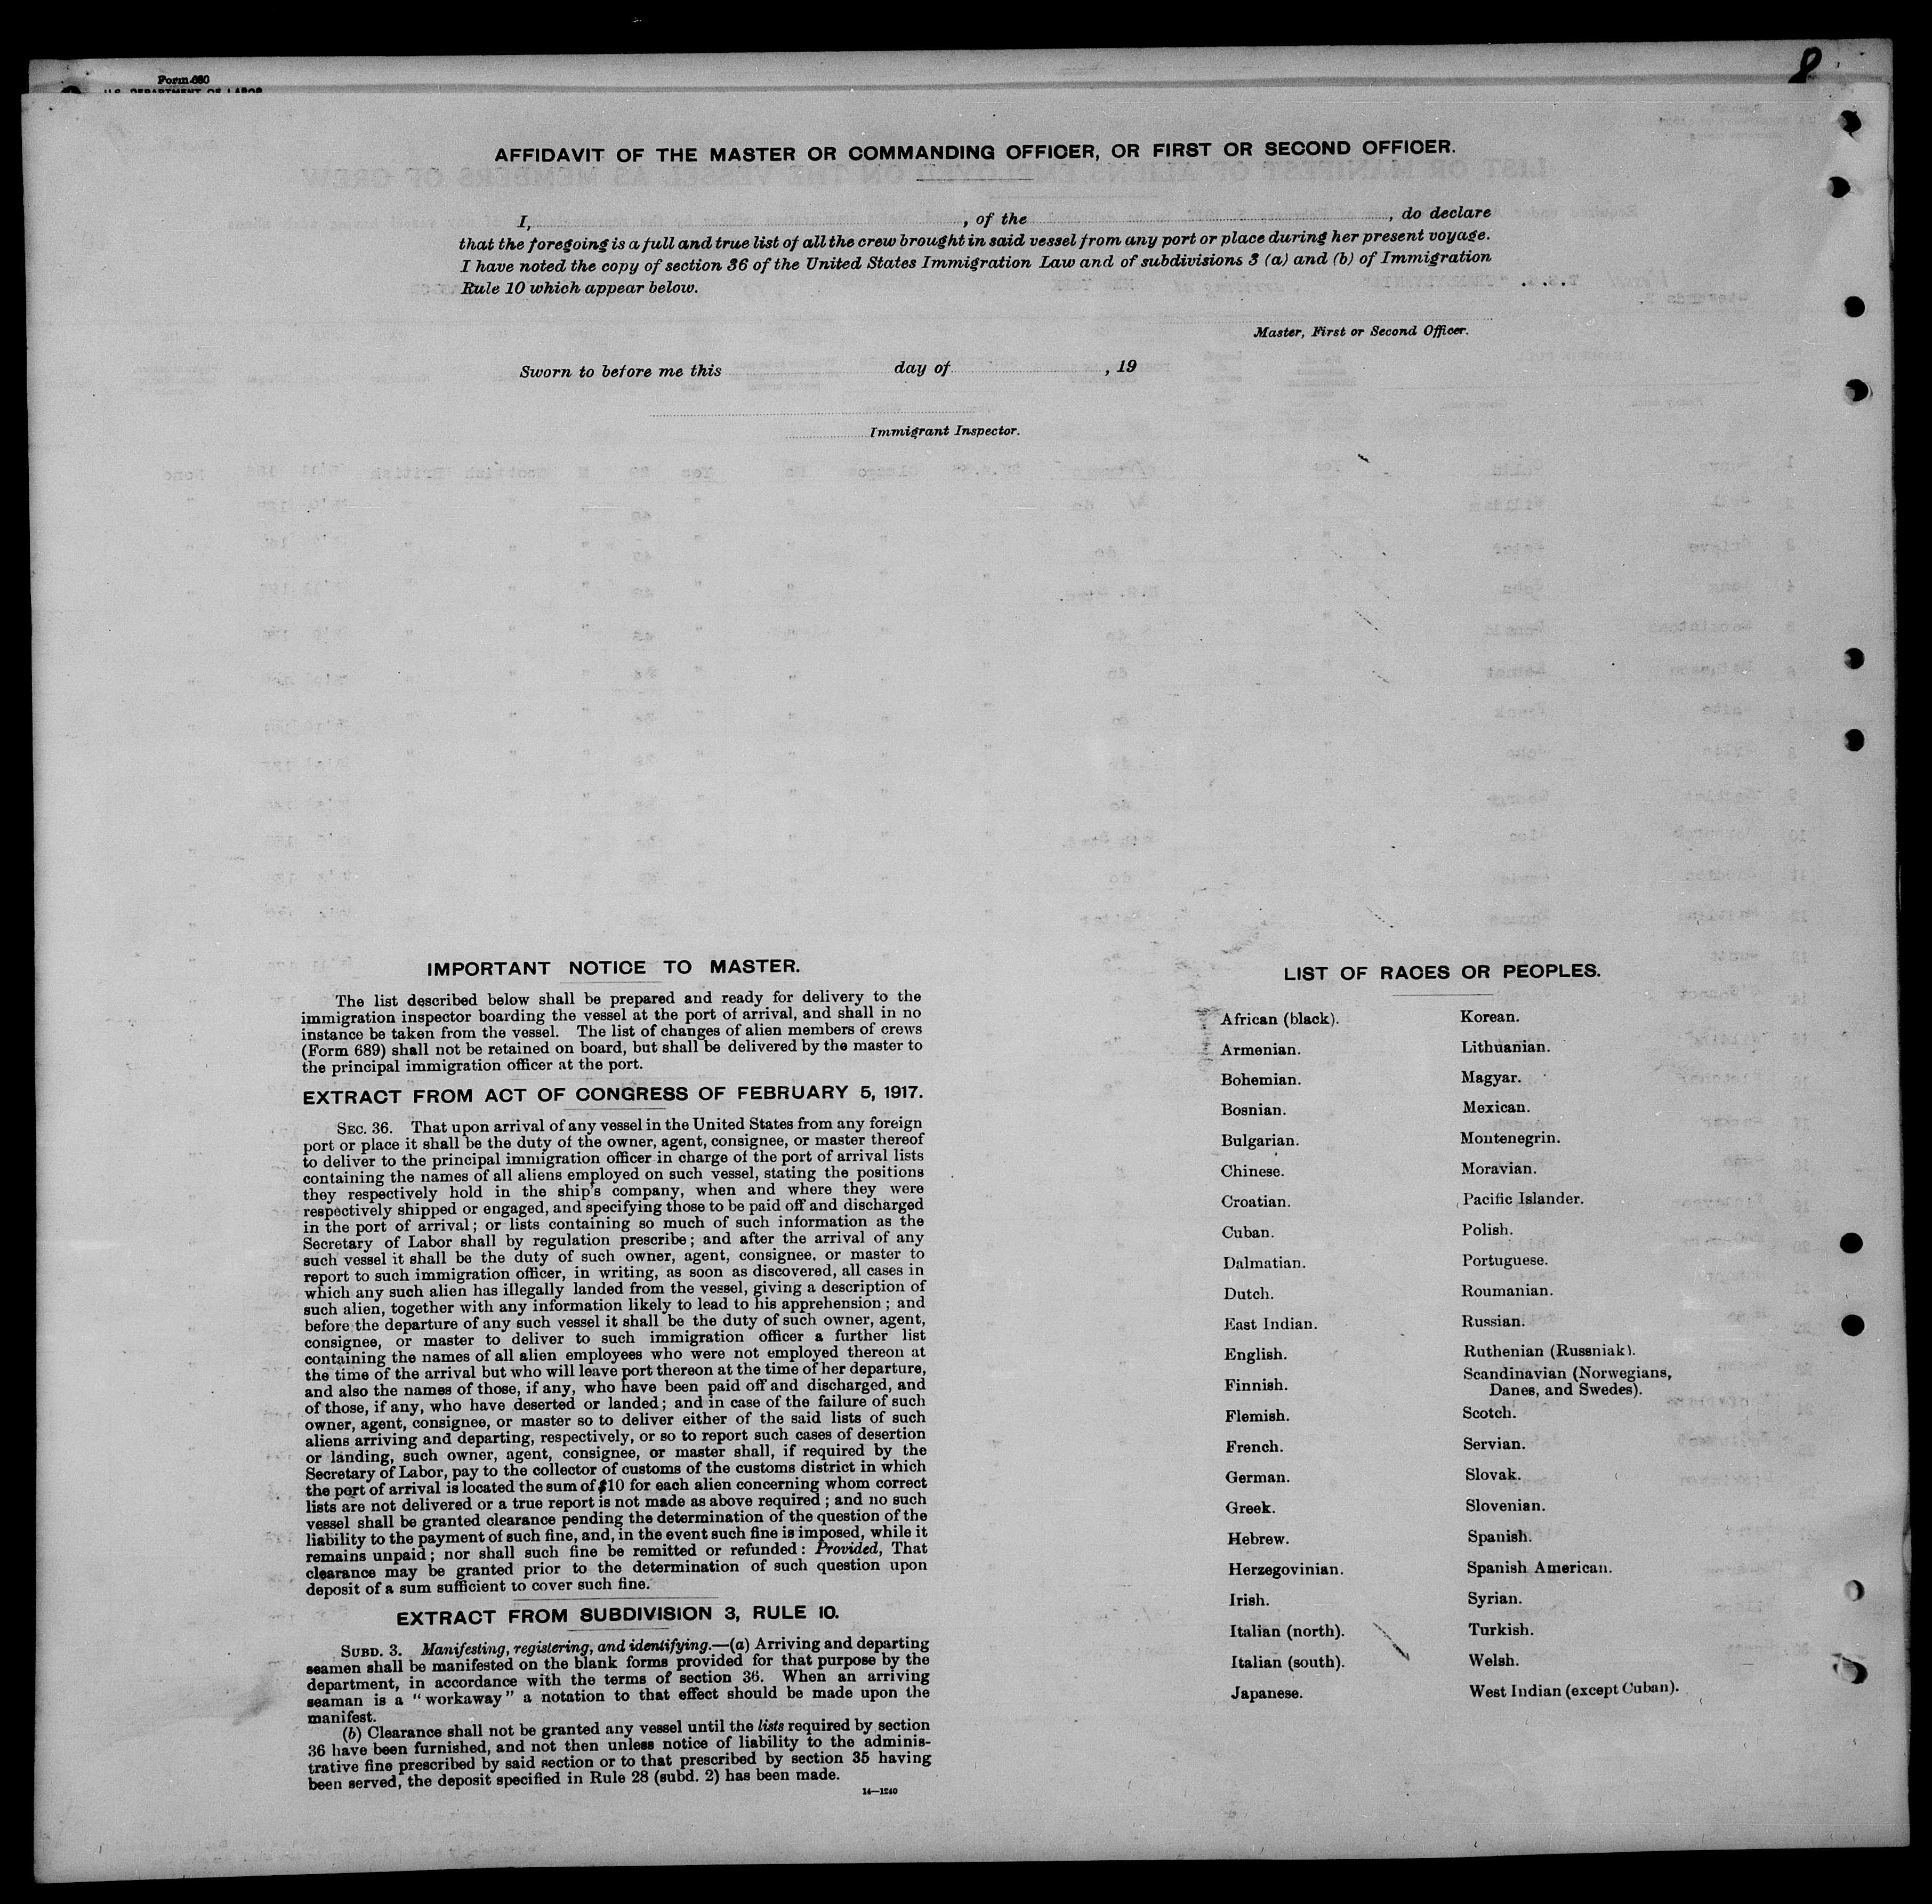 8
Form 680
U.S. DEPARTMENT OF LABOR
AFFIDAVIT OF THE MASTER OR COMMANDING OFFICER, OR FIRST OR SECOND OFFICER.
I, , of the , do declare
that the foregoing is a full and true list of all the crew brought in said vessel from any port or place during her present voyage.
I have noted the copy of section 36 of the United States Immigration Law and of subdivisions 3 (a) and (b) of Immigration
Rule 10 which appear below.
Master, First or Second Officer.
Sworn to before me this day of , 19
Immigrant Inspector.
IMPORTANT NOTICE TO MASTER.
The list described below shall be prepared and ready for delivery to the
immigration inspector boarding the vessel at the port of arrival, and shall in no
instance be taken from the vessel. The list of changes of alien members of crews
(Form 689) shall not be retained on board, but shall be delivered by the master to
the principal immigration officer at the port.
EXTRACT FROM ACT OF CONGRESS OF FEBRUARY 5, 1917.
SEC. 36. That upon arrival of any vessel in the United States from any foreign
port or place it shall be the duty of the owner, agent, consignee, or master thereof
to deliver to the principal immigration officer in charge of the port of arrival lists
containing the names of all aliens employed on such vessel, stating the positions
they respectively hold in the ship's company, when and where they were
respectively shipped or engaged, and specifying those to be paid off and discharged
in the port of arrival; or lists containing so much of such information as the
Secretary of Labor shall by regulation prescribe; and after the arrival of any
such vessel it shall be the duty of such owner, agent, consignee, or master to
report to such immigration officer, in writing, as soon as discovered, all cases in
which any such alien has illegally landed from the vessel, giving a description of
such alien, together with any information likely to lead to his apprehension; and
before the departure of any such vessel it shall be the duty of such owner, agent,
consignee, or master to deliver to such immigration officer a further list
containing the names of all alien employees who were not employed thereon at
the time of the arrival but who will leave port thereon at the time of her departure,
and also the names of those, if any, who have been paid off and discharged, and
of those, if any, who have deserted or landed; and in case of the failure of such
owner, agent, consignee, or master so to deliver either of the said lists of such
aliens arriving and departing, respectively, or so to report such cases of desertion
or landing, such owner, agent, consignee, or master shall, if required by the
Secretary of Labor, pay to the collector of customs of the customs district in which
the port of arrival is located the sum of $10 for each alien concerning whom correct
lists are not delivered or a true report is not made as above required; and no such
vessel shall be granted clearance pending the determination of the question of the
liability to the payment of such fine, and, in the event such fine is imposed, while it
remains unpaid; nor shall such fine be remitted or refunded: Provided, That
clearance may be granted prior to the determination of such question upon
deposit of a sum sufficient to cover such fine.
EXTRACT FROM SUBDIVISION 3, RULE 10.
SUBD. 3. Manifesting, registering, and identifying.—(a) Arriving and departing
seamen shall be manifested on the blank forms provided for that purpose by the
department, in accordance with the terms of section 36. When an arriving
seaman is a "workaway" a notation to that effect should be made upon the
manifest.
(b) Clearance shall not be granted any vessel until the lists required by section
36 have been furnished, and not then unless notice of liability to the adminis-
trative fine prescribed by said section or to that prescribed by section 35 having
been served, the deposit specified in Rule 28 (subd. 2) has been made.
14—1240
LIST OF RACES OR PEOPLES.
African (black).
Armenian.
Bohemian.
Bosnian.
Bulgarian.
Chinese.
Croatian.
Cuban.
Dalmatian.
Dutch.
East Indian.
English.
Finnish.
Flemish.
French.
German.
Greek.
Hebrew.
Herzegovinian.
Irish.
Italian (north).
Italian (south).
Japanese.
Korean.
Lithuanian.
Magyar.
Mexican.
Montenegrin.
Moravian.
Pacific Islander.
Polish.
Portuguese.
Roumanian.
Russian.
Ruthenian (Russniak).
Scandinavian (Norwegians,
Danes, and Swedes).
Scotch.
Servian.
Slovak.
Slovenian.
Spanish.
Spanish American.
Syrian.
Turkish.
Welsh.
West Indian (except Cuban).